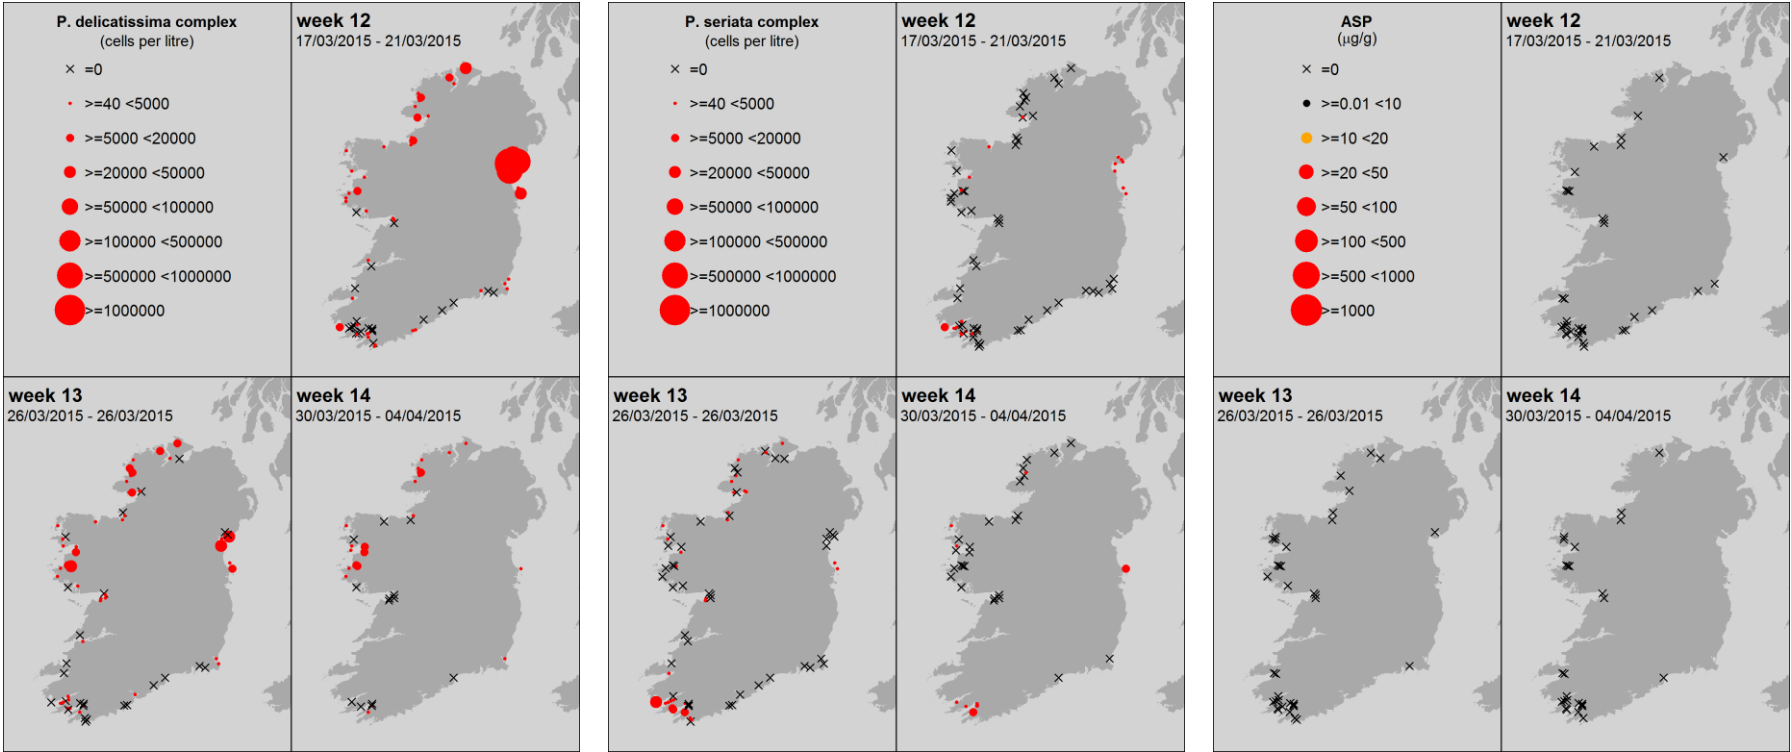 P. delicatissima complex
(cells per litre)
× =0
>=40 <5000
>=5000 <20000
>=20000 <50000
>=50000 <100000
>=100000 <500000
>=500000 <1000000
>=1000000
week 12
17/03/2015 - 21/03/2015
week 13
26/03/2015 - 26/03/2015
week 14
30/03/2015 - 04/04/2015
P. seriata complex
(cells per litre)
× =0
>=40 <5000
>=5000 <20000
>=20000 <50000
>=50000 <100000
>=100000 <500000
>=500000 <1000000
>=1000000
week 12
17/03/2015 - 21/03/2015
week 13
26/03/2015 - 26/03/2015
week 14
30/03/2015 - 04/04/2015
ASP
(µg/g)
× =0
>=0.01 <10
>=10 <20
>=20 <50
>=50 <100
>=100 <500
>=500 <1000
>=1000
week 12
17/03/2015 - 21/03/2015
week 13
26/03/2015 - 26/03/2015
week 14
30/03/2015 - 04/04/2015